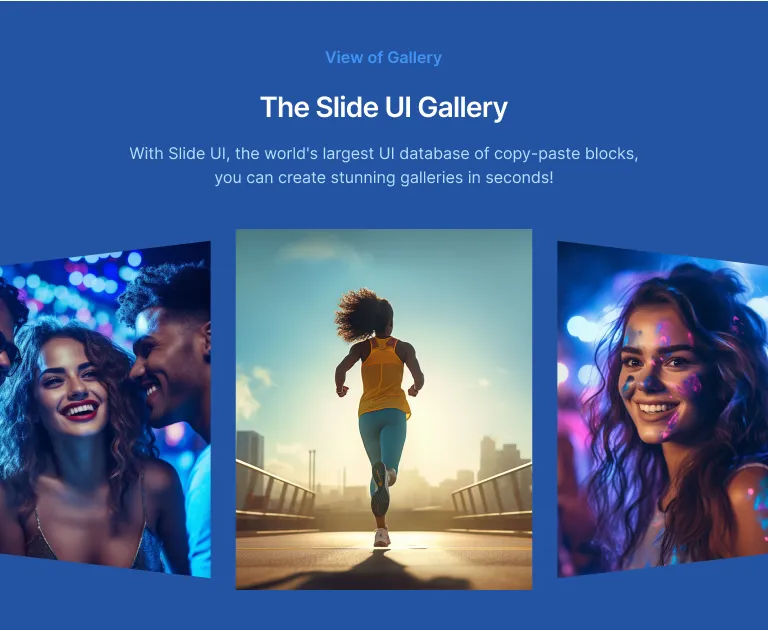 View of Gallery
The Slide UI Gallery
With Slide UI, the world's largest UI database of copy-paste blocks,
you can create stunning galleries in seconds!